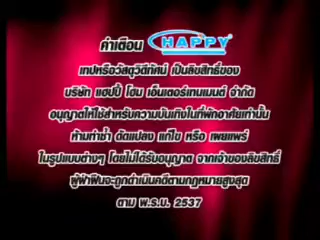 คำเตือน HAPPY
เทปหรือวัสดุวีดีทัศน์ เป็นลิขสิทธิ์ของ
บริษัท แฮปปี้ โฮม เอ็นเตอร์เทนเมนต์ จำกัด
อนุญาตให้ใช้สำหรับความบันเทิงในที่พักอาศัยเท่านั้น
ห้ามทำซ้ำ ดัดแปลง แก้ไข หรือ เผยแพร่
ในรูปแบบต่างๆ โดยไม่ได้รับอนุญาต จากเจ้าของลิขสิทธิ์
ผู้ฝ่าฝืนจะถูกดำเนินคดีตามกฎหมายสูงสุด
ตาม พ.ร.บ. 2537